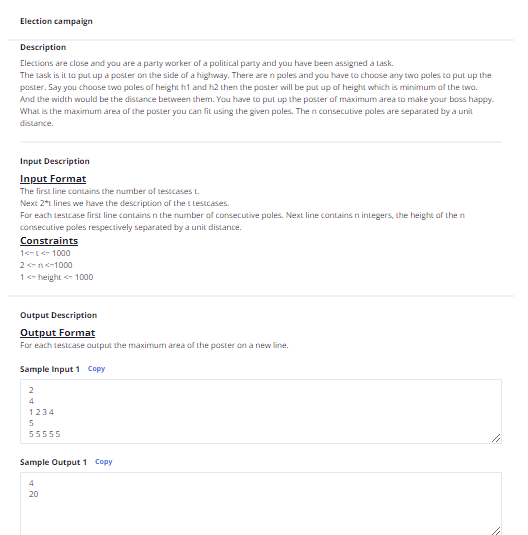 Election campaign
Description
Elections are close and you are a party worker of a political party and you have been assigned a task.
The task is it to put up a poster on the side of a highway. There are n poles and you have to choose any two poles to put up the
poster. Say you choose two poles of height h1 and h2 then the poster will be put up of height which is minimum of the two.
And the width would be the distance between them. You have to put up the poster of maximum area to make your boss happy.
What is the maximum area of the poster you can fit using the given poles. The n consecutive poles are separated by a unit
distance.
Input Description
Input Format
The first line contains the number of testcases t.
Next 2*t lines we have the description of the t testcases.
For each testcase first line contains n the number of consecutive poles. Next line contains n integers, the height of the n
consecutive poles respectively separated by a unit distance.
Constraints
1<= t <= 1000
2 <= n <=1000
1 <= height <= 1000
Output Description
Output Format
For each testcase output the maximum area of the poster on a new line.
Sample Input 1 Copy
2
4
1 2 3 4
5
5 5 5 5 5
Sample Output 1 Copy
4
20